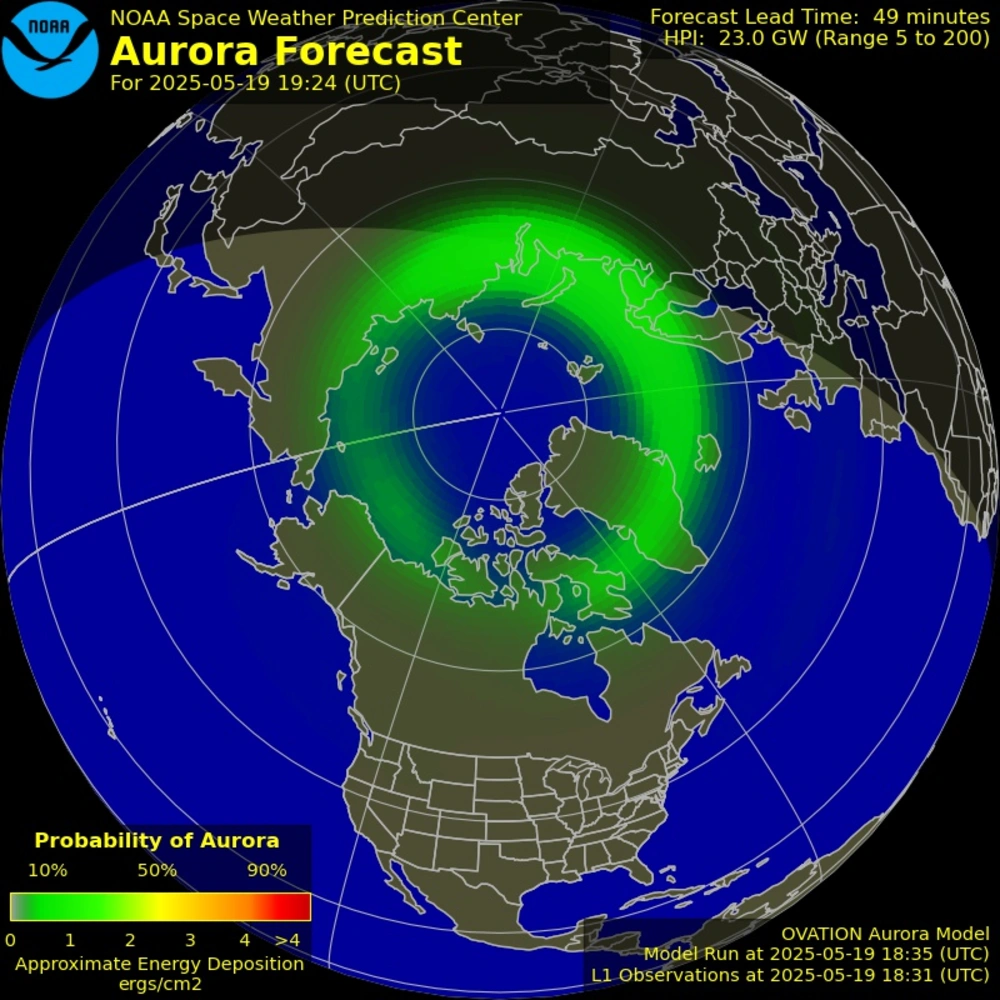 NOAA
NOAA Space Weather Prediction Center
Aurora Forecast
For 2025-05-19 19:24 (UTC)
Forecast Lead Time: 49 minutes
HPI: 23.0 GW (Range 5 to 200)
Probability of Aurora
10% 50% 90%
0 1 2 3 4 >4
Approximate Energy Deposition
ergs/cm2
OVATION Aurora Model
Model Run at 2025-05-19 18:35 (UTC)
L1 Observations at 2025-05-19 18:31 (UTC)